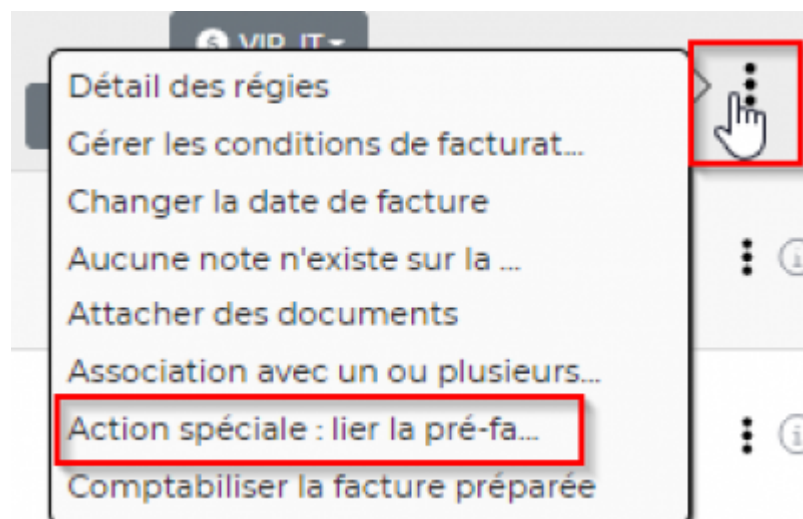 VIP_IT
Détail des régies
Gérer les conditions de facturat...
Changer la date de facture
Aucune note n'existe sur la ...
Attacher des documents
Association avec un ou plusieurs...
Action spéciale : lier la pré-fa...
Comptabiliser la facture préparée